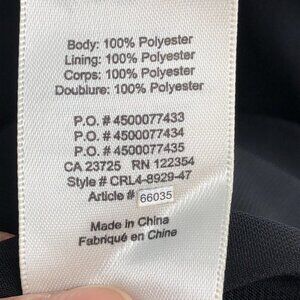 Body: 100% Polyester
Lining: 100% Polyester
Corps: 100% Polyester
Doublure: 100% Polyester
P.O. # 4500077433
P.O. # 4500077434
P.O. # 4500077435
CA 23725 RN 122354
Style # CRL4-8929-47
Article # 66035
Made in China
Fabriqué en Chine